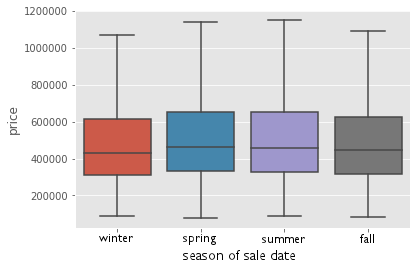 1200000
1000000
800000
600000
400000
200000
price
winter spring summer fall
season of sale date